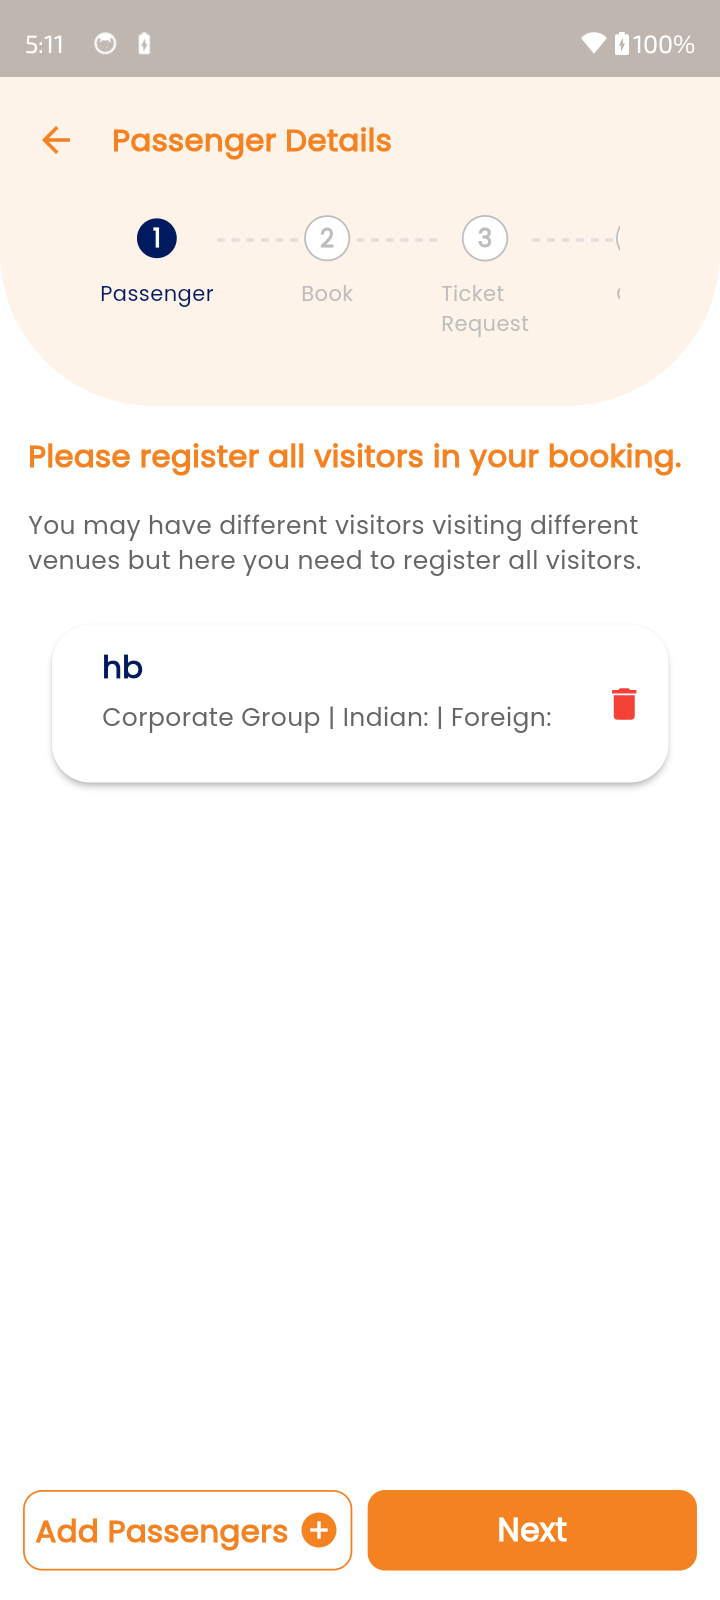 5:11 100%
Passenger Details
1 2 3
Passenger Book Ticket
Request
Please register all visitors in your booking.
You may have different visitors visiting different
venues but here you need to register all visitors.
hb
Corporate Group | Indian: | Foreign:
Add Passengers
Next